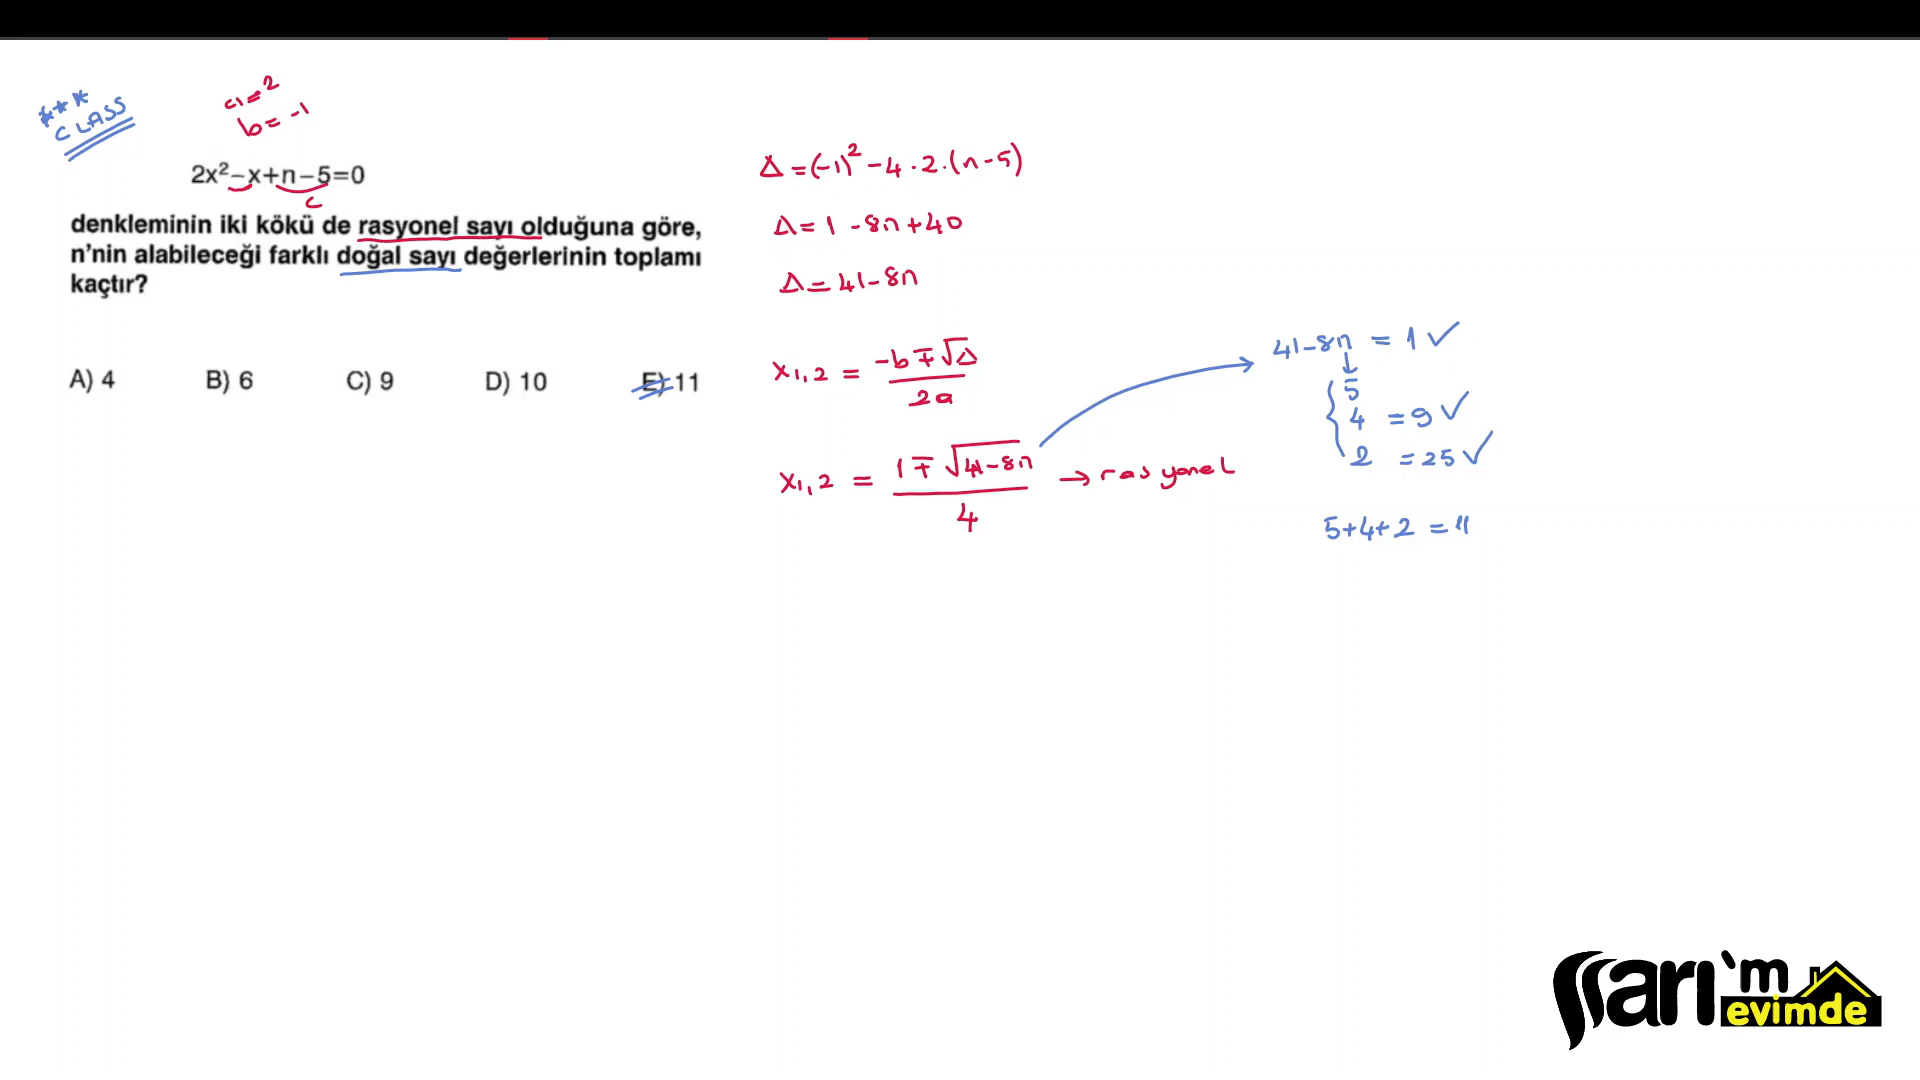 ***
CLASS
a=2
b=-1
2x²-x+n-5=0
c
denkleminin iki kökü de rasyonel sayı olduğuna göre,
n'nin alabileceği farklı doğal sayı değerlerinin toplamı
kaçtır?
A) 4 B) 6 C) 9 D) 10 E) 11
Δ=(-1)²-4.2.(n-5)
Δ=1-8n+40
Δ=41-8n
x1,2 = (-b∓√Δ)/2a
x1,2 = (1∓√(41-8n))/4 → rasyonel
41-8n = 1 ✓
5
4 = 9 ✓
2 = 25 ✓
5+4+2 = 11
sarı'm
evimde